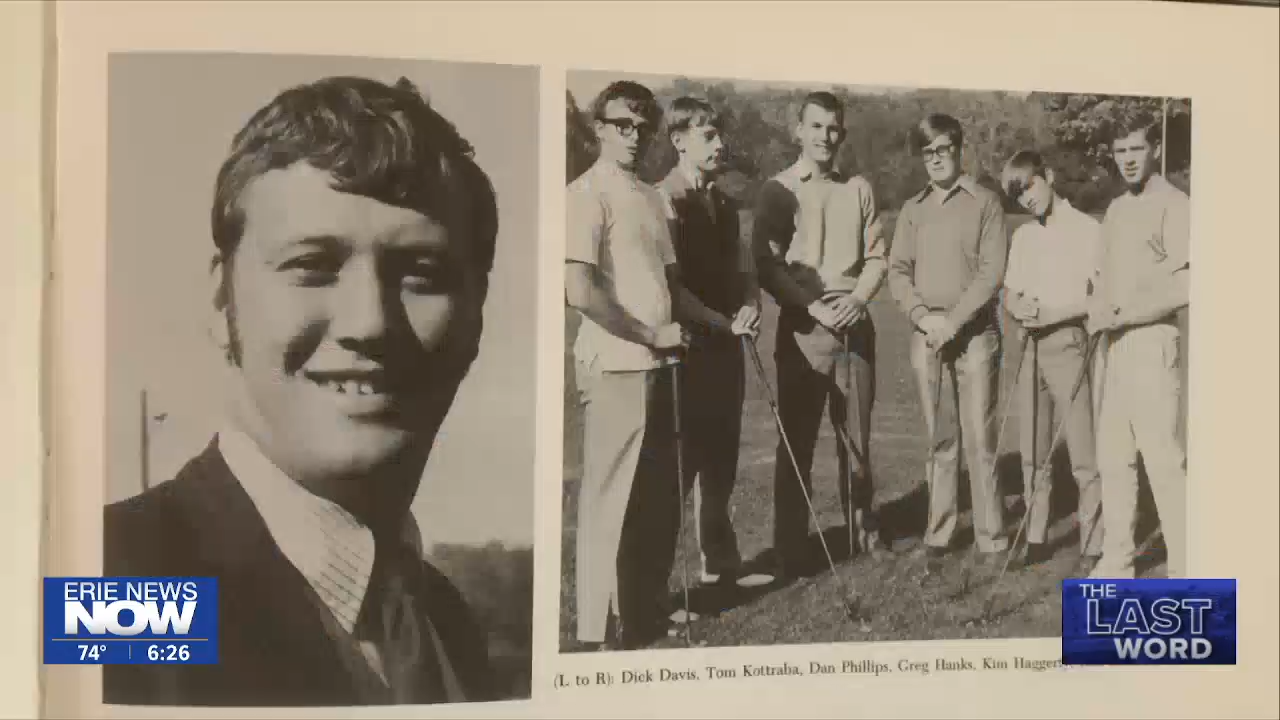 (L to R): Dick Davis, Tom Kottraba, Dan Phillips, Greg Hanks, Kim Haggerty,
ERIE NEWS
NOW
74° 6:26
THE
LAST
WORD